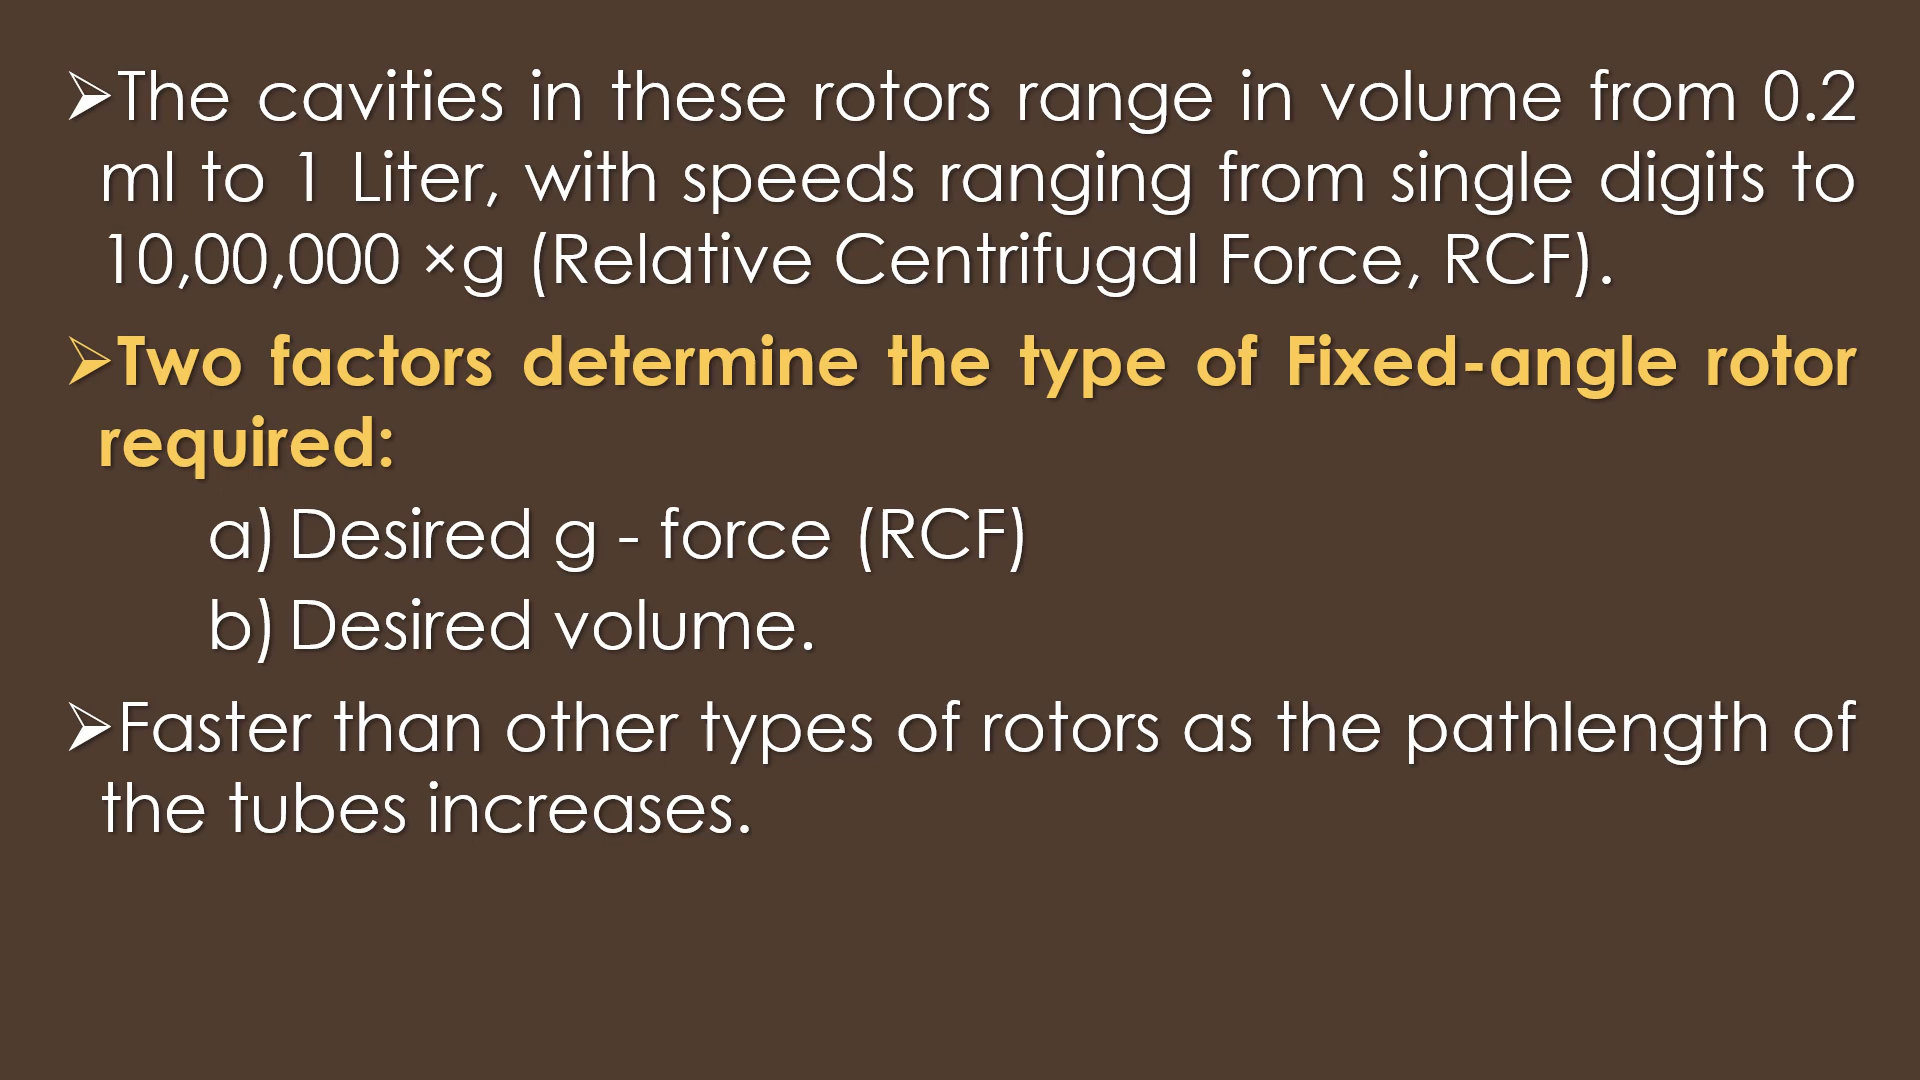 ➢The cavities in these rotors range in volume from 0.2
ml to 1 Liter, with speeds ranging from single digits to
10,00,000 ×g (Relative Centrifugal Force, RCF).
➢Two factors determine the type of Fixed-angle rotor
required:
a) Desired g - force (RCF)
b) Desired volume.
➢Faster than other types of rotors as the pathlength of
the tubes increases.